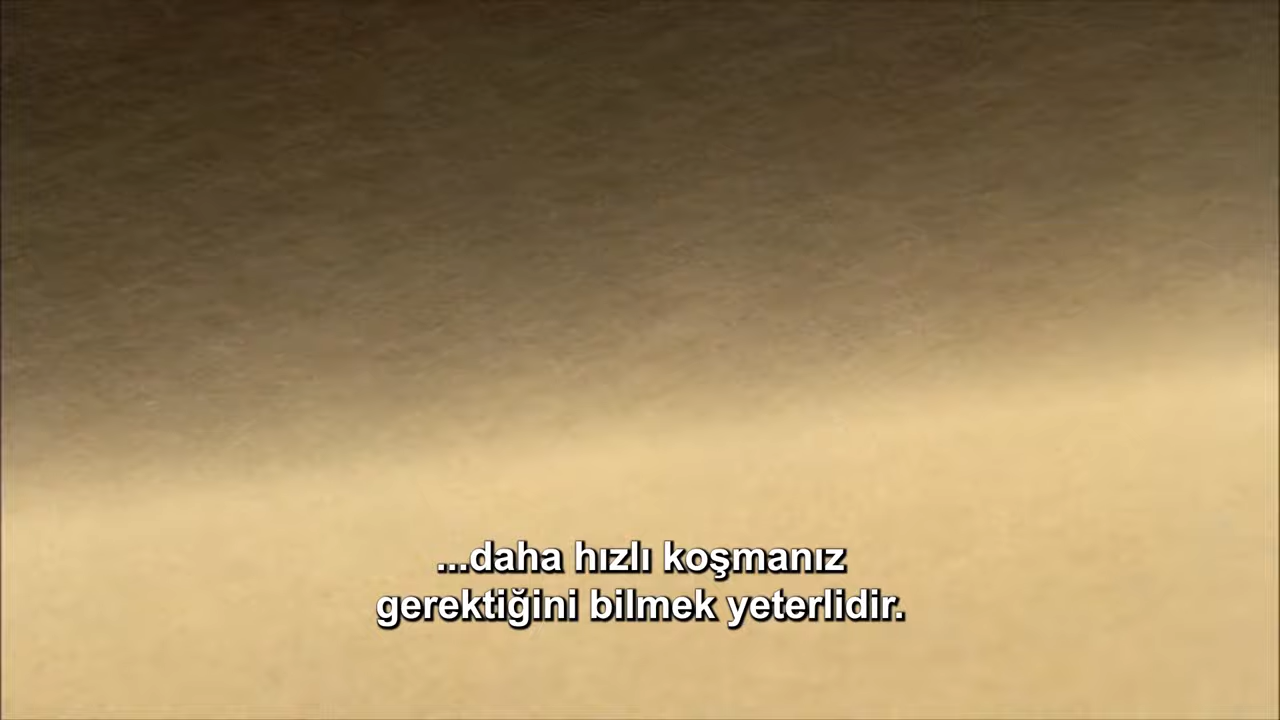 ...daha hızlı koşmanız
gerektiğini bilmek yeterlidir.